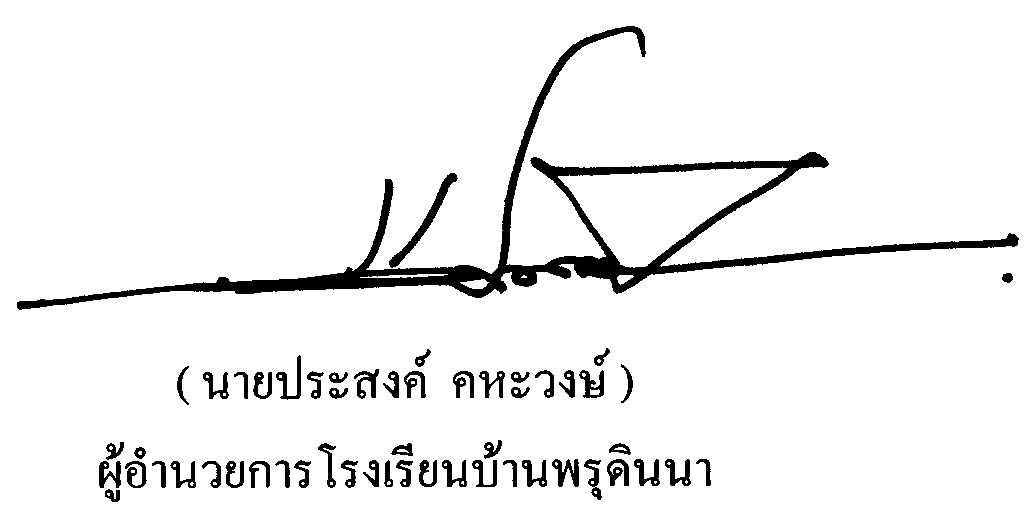 ( นายประสงค์ คหะวงษ์ )
ผู้อำนวยการโรงเรียนบ้านพรุดินนา